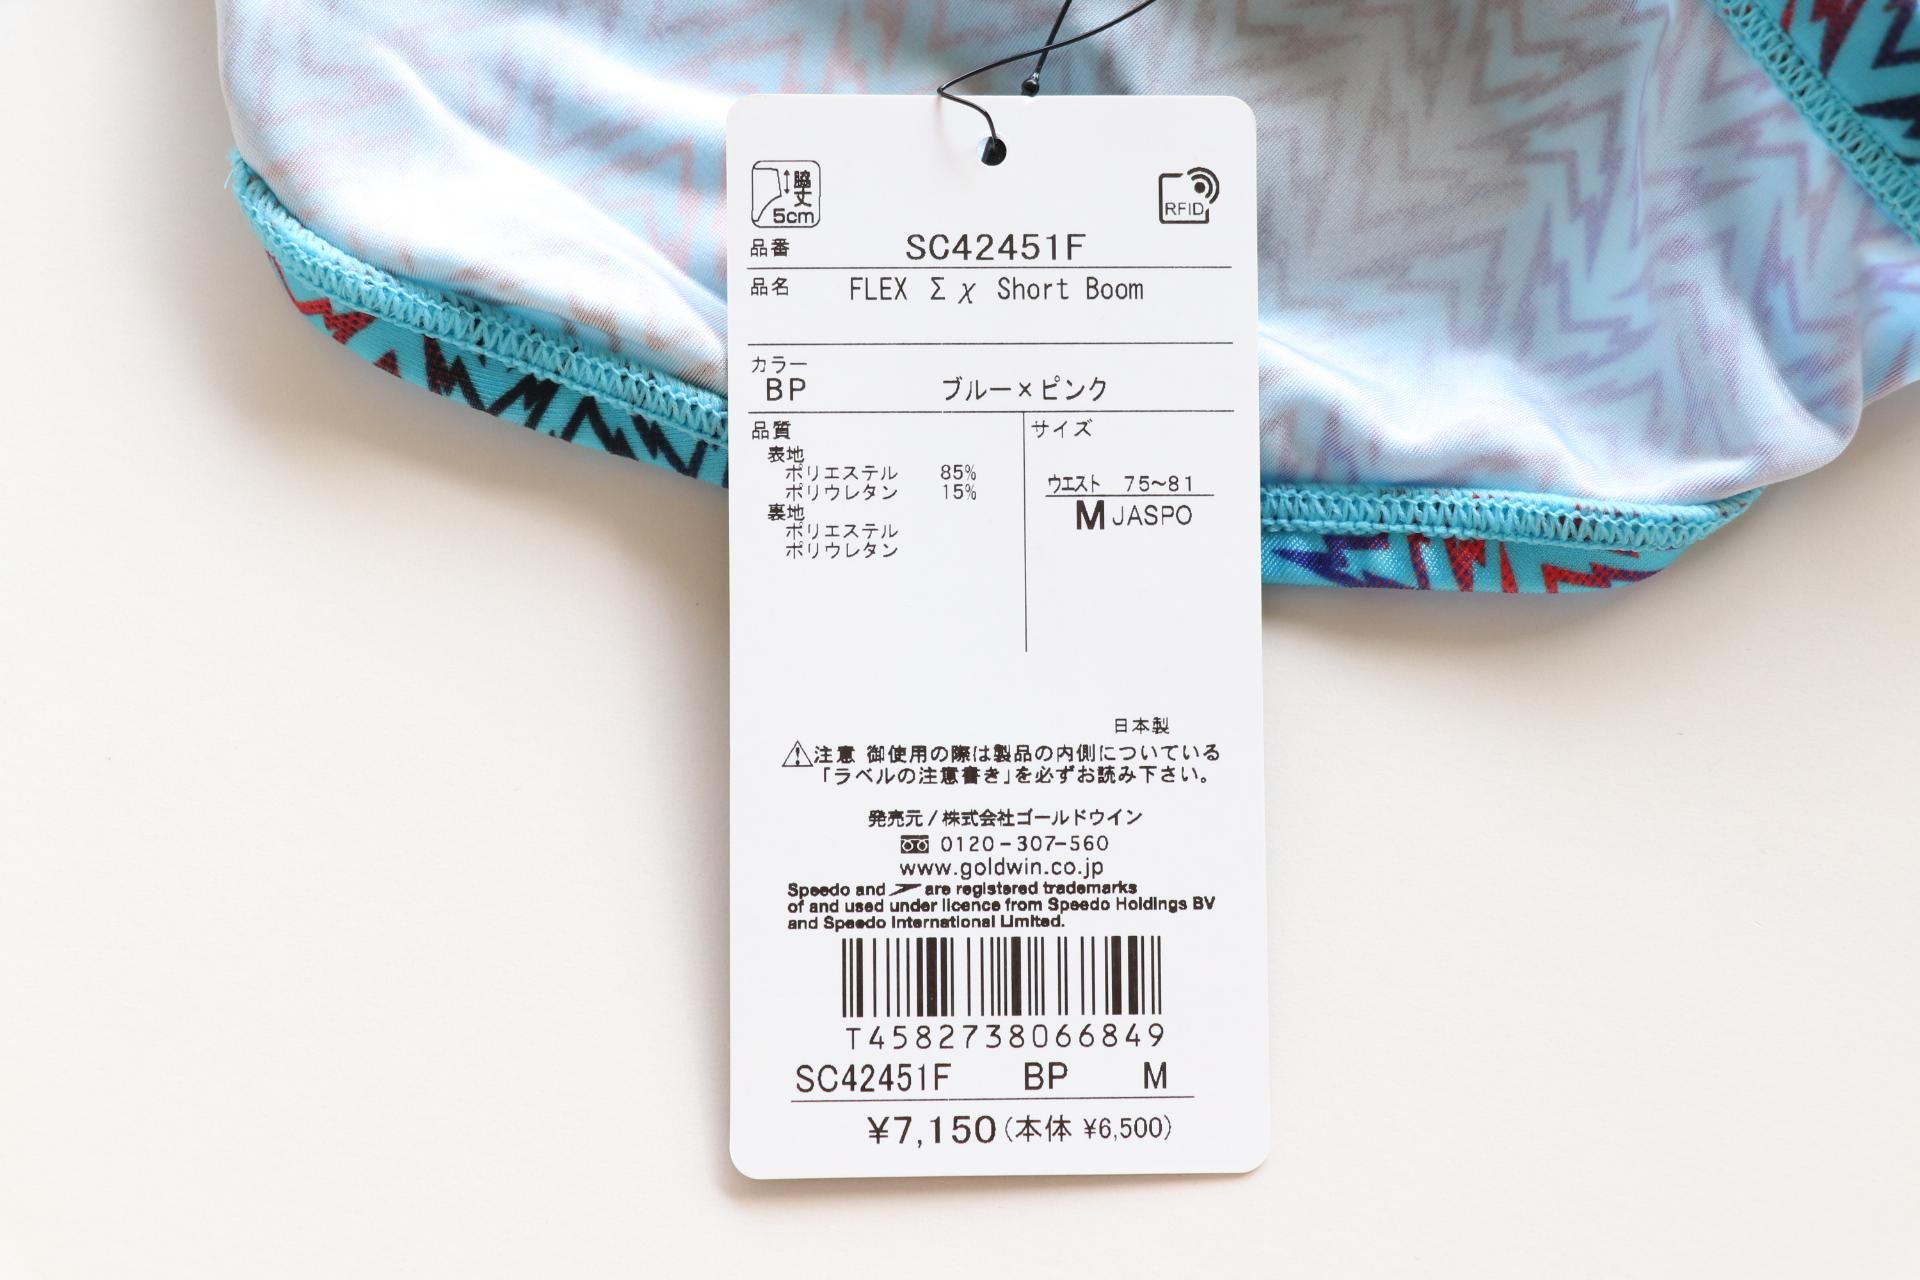 脇丈
5cm
RFID
品番 SC42451F
品名 FLEX Σχ Short Boom
カラー
BP ブルー×ピンク
品質
表地
ポリエステル 85%
ポリウレタン 15%
裏地
ポリエステル
ポリウレタン
サイズ
ウエスト 75~81
M JASPO
日本製
注意 御使用の際は製品の内側についている
「ラベルの注意書き」を必ずお読み下さい。
発売元/株式会社ゴールドウイン
0120-307-560
www.goldwin.co.jp
Speedo and are registered trademarks
of and used under licence from Speedo Holdings BV
and Speedo International Limited.
T4582738066849
SC42451F BP M
¥7,150(本体 ¥6,500)